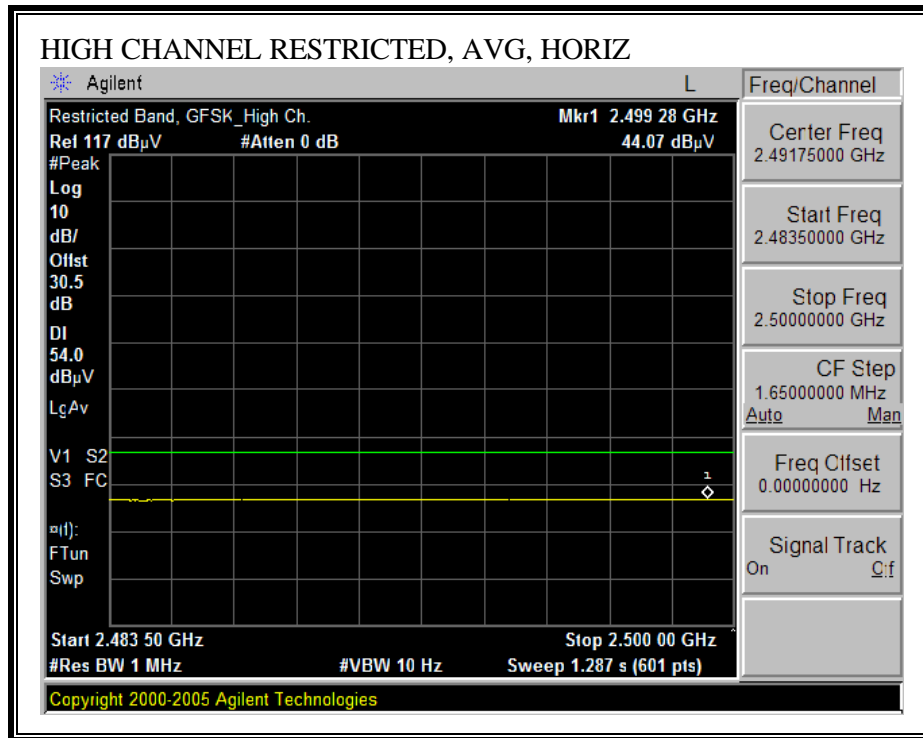 HIGH CHANNEL RESTRICTED, AVG, HORIZ
Agilent L
Restricted Band, GFSK_High Ch. Mkr1 2.499 28 GHz
Ref 117 dBµV #Atten 0 dB 44.07 dBµV
#Peak
Log
10
dB/
Offst
30.5
dB
DI
54.0
dBµV
LgAv
V1 S2
S3 FC
¤(f):
FTun
Swp
1
Start 2.483 50 GHz Stop 2.500 00 GHz
#Res BW 1 MHz #VBW 10 Hz Sweep 1.287 s (601 pts)
Copyright 2000-2005 Agilent Technologies
Freq/Channel
Center Freq
2.49175000 GHz
Start Freq
2.48350000 GHz
Stop Freq
2.50000000 GHz
CF Step
1.65000000 MHz
Auto Man
Freq Offset
0.00000000 Hz
Signal Track
On Off